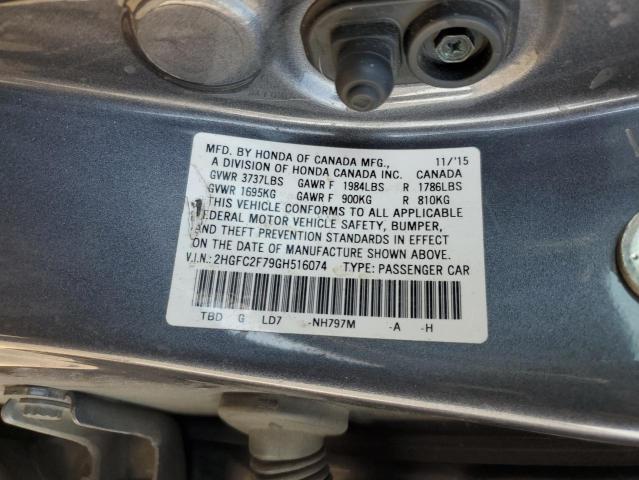 MFD. BY HONDA OF CANADA MFG., 11/'15
A DIVISION OF HONDA CANADA INC. CANADA
GVWR 3737LBS GAWR F 1984LBS R 1786LBS
GVWR 1695KG GAWR F 900KG R 810KG
THIS VEHICLE CONFORMS TO ALL APPLICABLE
FEDERAL MOTOR VEHICLE SAFETY, BUMPER,
AND THEFT PREVENTION STANDARDS IN EFFECT
ON THE DATE OF MANUFACTURE SHOWN ABOVE.
V.I.N.: 2HGFC2F79GH516074 TYPE: PASSENGER CAR
TBD G LD7 -NH797M -A -H